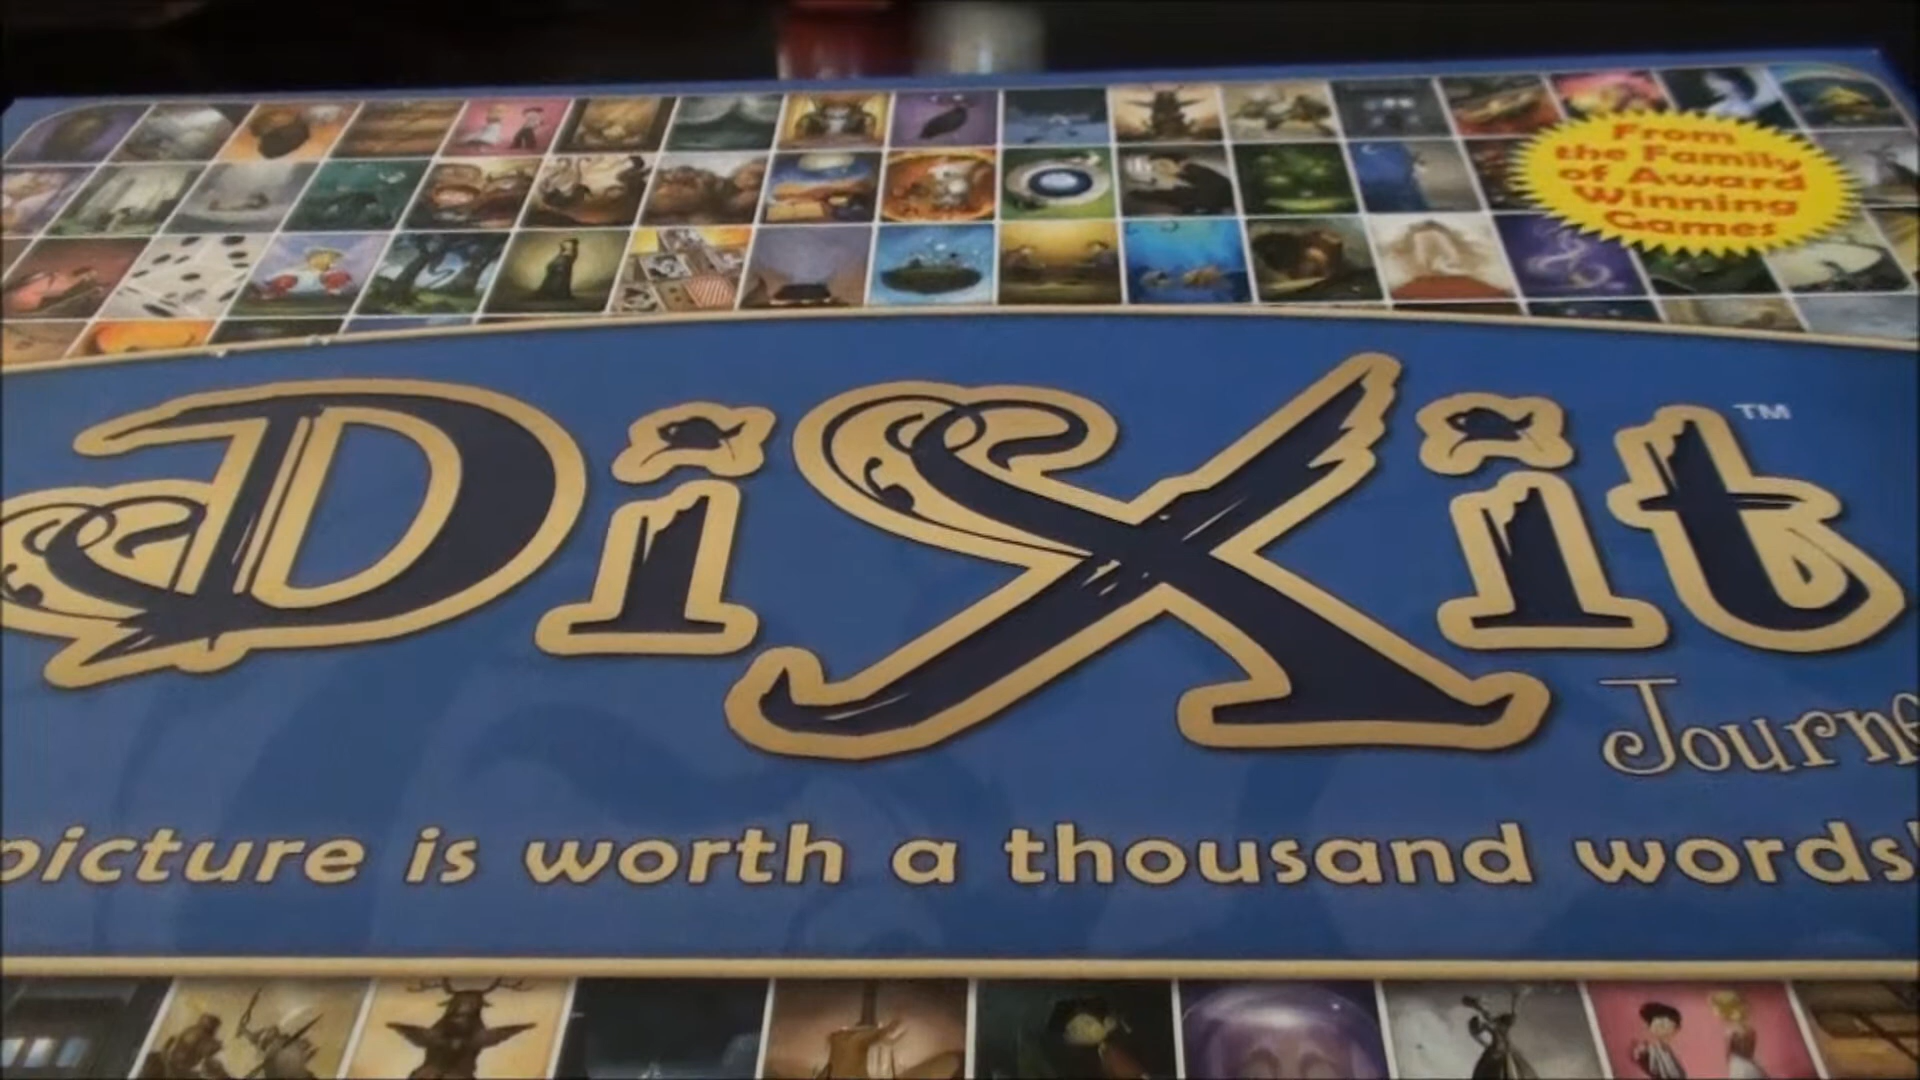 From
the Family
of Award
Winning
Games
DiXit™
Journe
picture is worth a thousand words!